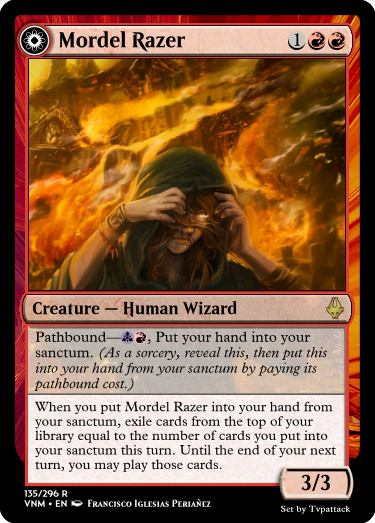 Mordel Razer
1
Creature — Human Wizard
Pathbound—, Put your hand into your
sanctum. (As a sorcery, reveal this, then put this
into your hand from your sanctum by paying its
pathbound cost.)
When you put Mordel Razer into your hand from
your sanctum, exile cards from the top of your
library equal to the number of cards you put into
sanctum this turn. Until the end of your next
turn, you may play those cards.
3/3
135/296 R
VNM • EN Francisco Iglesias Periañez
Set by Tvpattack